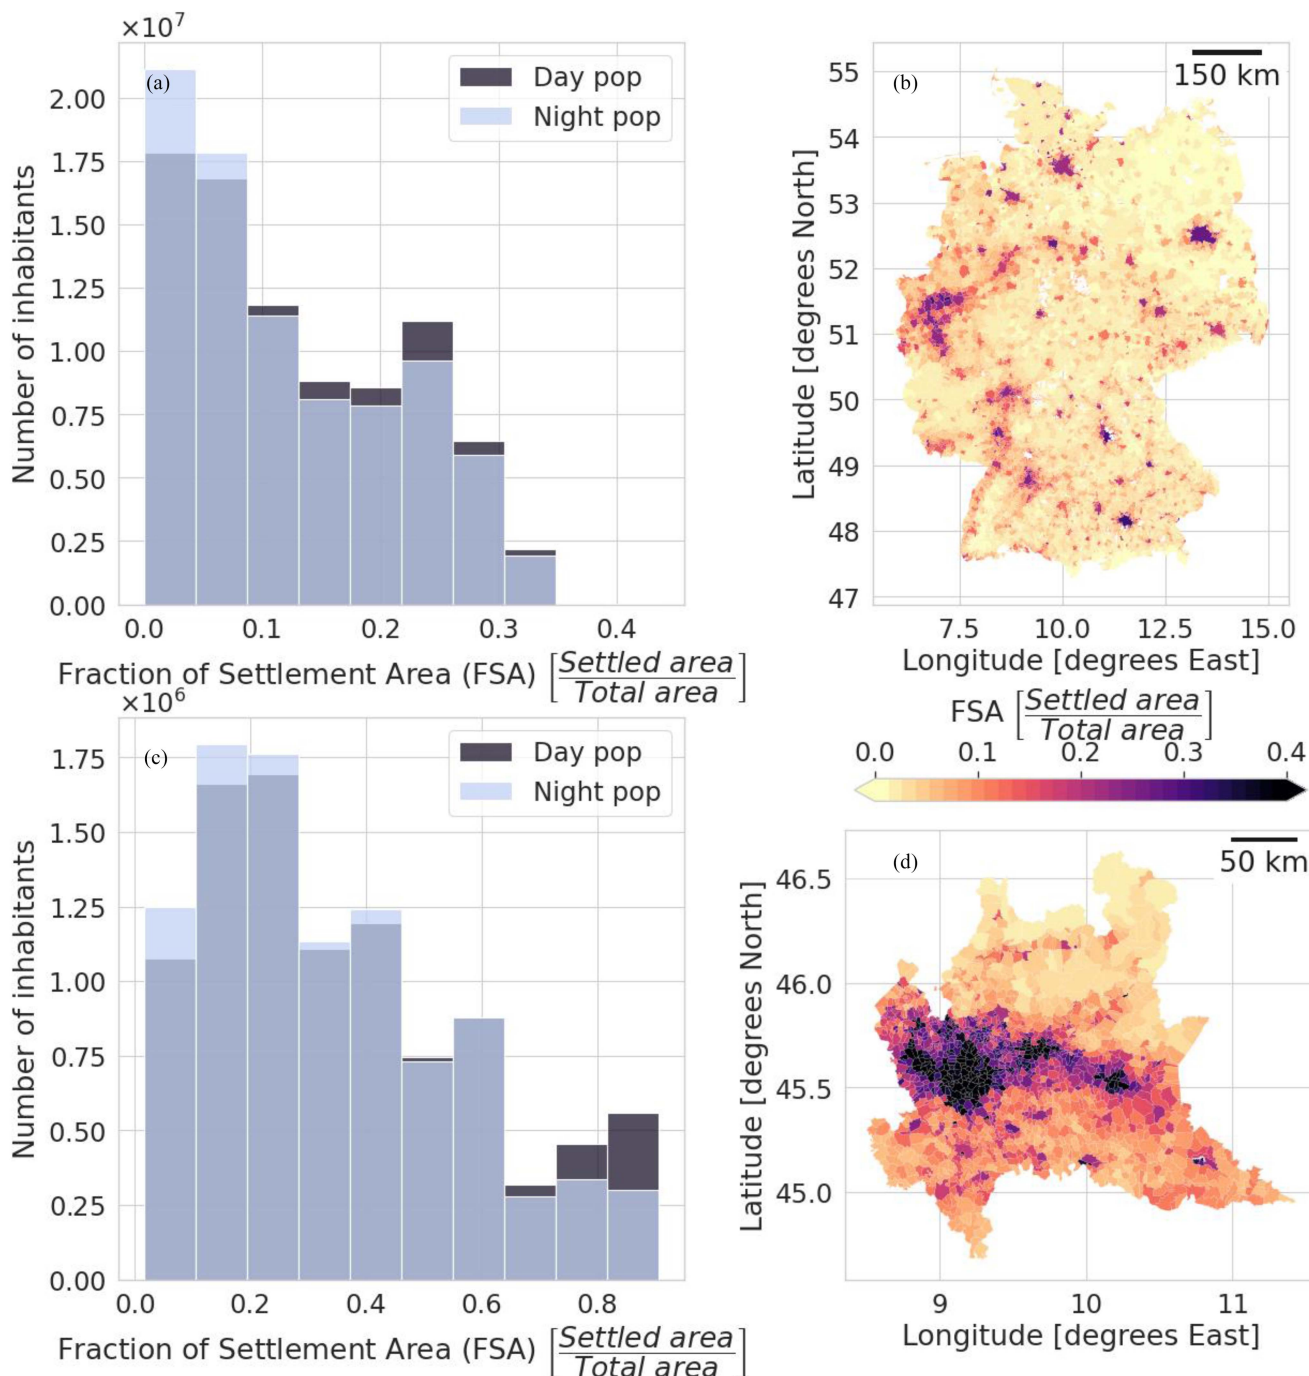 ×10⁷
(a)
Day pop
Night pop
2.00
1.75
1.50
1.25
1.00
0.75
0.50
0.25
0.00
Number of inhabitants
0.0 0.1 0.2 0.3 0.4
Fraction of Settlement Area (FSA) [Settled area / Total area]
(b)
150 km
55
54
53
52
51
50
49
48
47
Latitude [degrees North]
7.5 10.0 12.5 15.0
Longitude [degrees East]
FSA [Settled area / Total area]
0.0 0.1 0.2 0.3 0.4
×10⁶
(c)
Day pop
Night pop
1.75
1.50
1.25
1.00
0.75
0.50
0.25
0.00
Number of inhabitants
0.0 0.2 0.4 0.6 0.8
Fraction of Settlement Area (FSA) [Settled area / Total area]
(d)
50 km
46.5
46.0
45.5
45.0
Latitude [degrees North]
9 10 11
Longitude [degrees East]